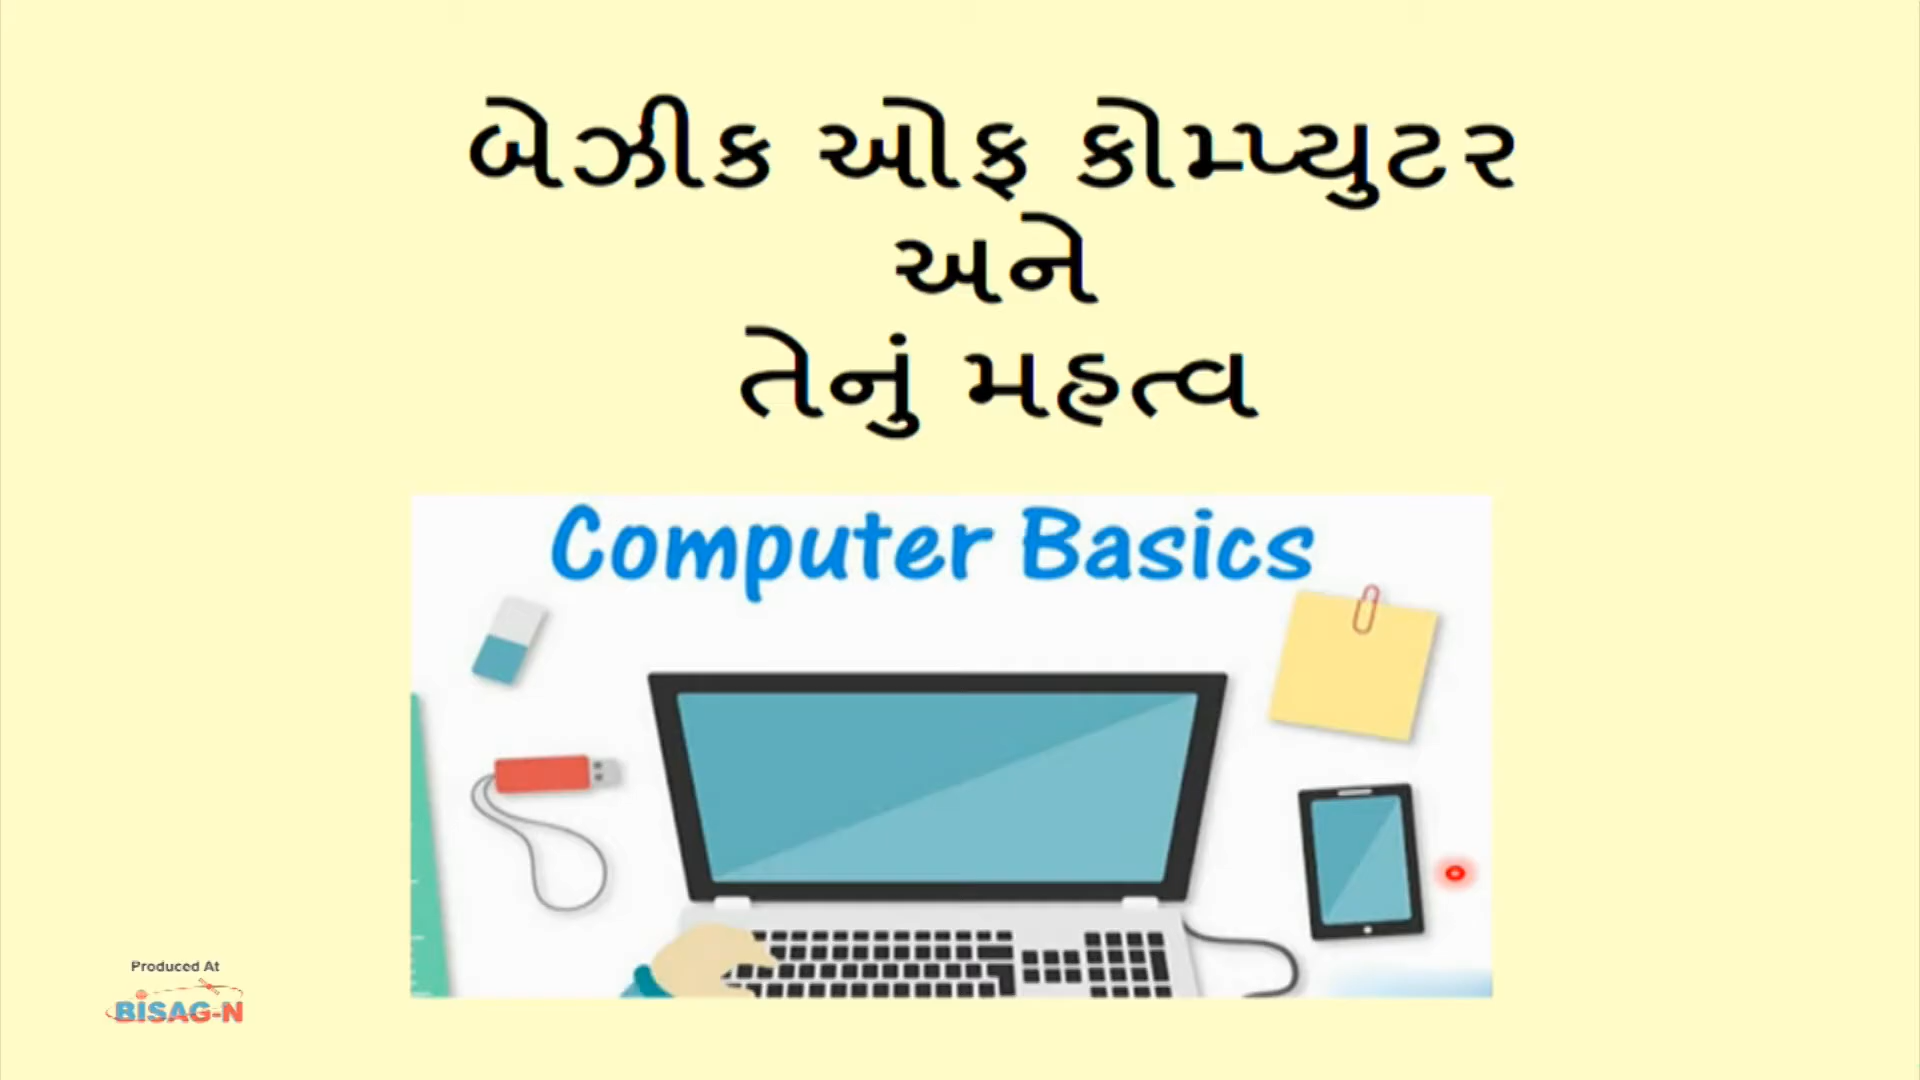 બેઝીક ઓફ કોમ્પ્યુટર
અને
તેનું મહત્વ
Computer Basics
Produced At
BISAG-N